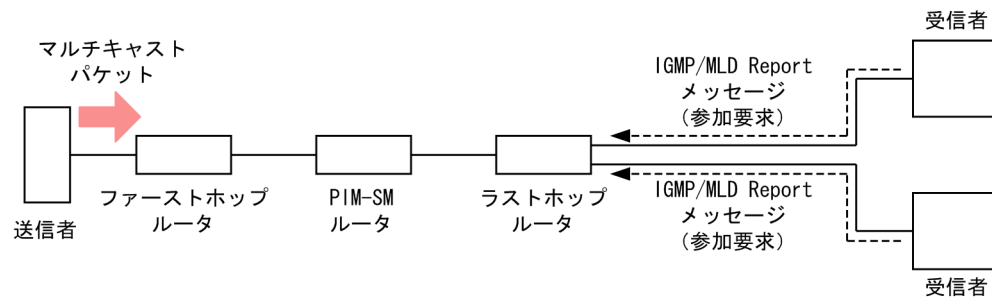 受信者
マルチキャスト
パケット
IGMP/MLD Report
メッセージ
(参加要求)
ファーストホップ
ルータ
PIM-SM
ルータ
ラストホップ
ルータ
送信者
IGMP/MLD Report
メッセージ
(参加要求)
受信者